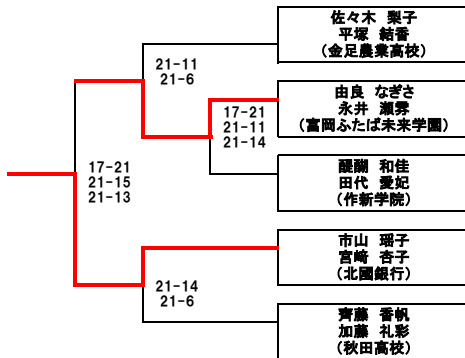 佐々木 梨子
平塚 結香
(金足農業高校)
21-11
21-6
由良 なぎさ
永井 瀬雰
(富岡ふたば未来学園)
17-21
21-11
21-14
17-21
21-15
21-13
醍醐 和佳
田代 愛妃
(作新学院)
市山 瑶子
宮崎 杏子
(北國銀行)
21-14
21-6
齊藤 香帆
加藤 礼彩
(秋田高校)